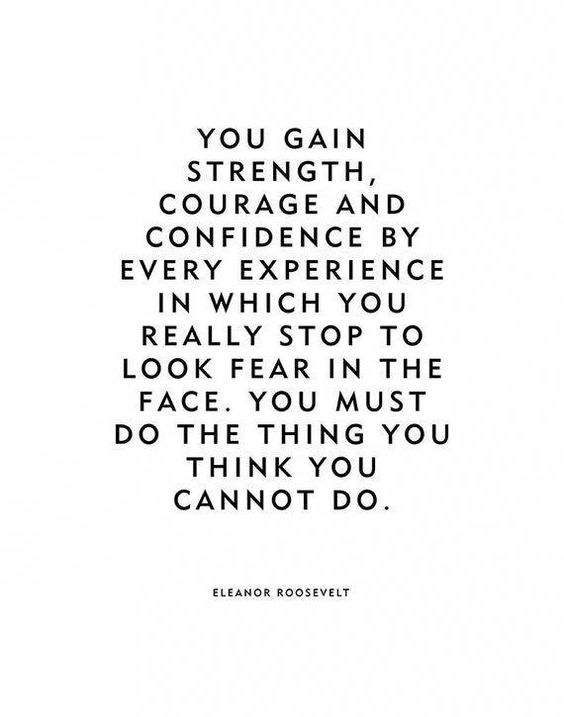 YOU GAIN
STRENGTH,
COURAGE AND
CONFIDENCE BY
EVERY EXPERIENCE
IN WHICH YOU
REALLY STOP TO
LOOK FEAR IN THE
FACE. YOU MUST
DO THE THING YOU
THINK YOU
CANNOT DO.
ELEANOR ROOSEVELT